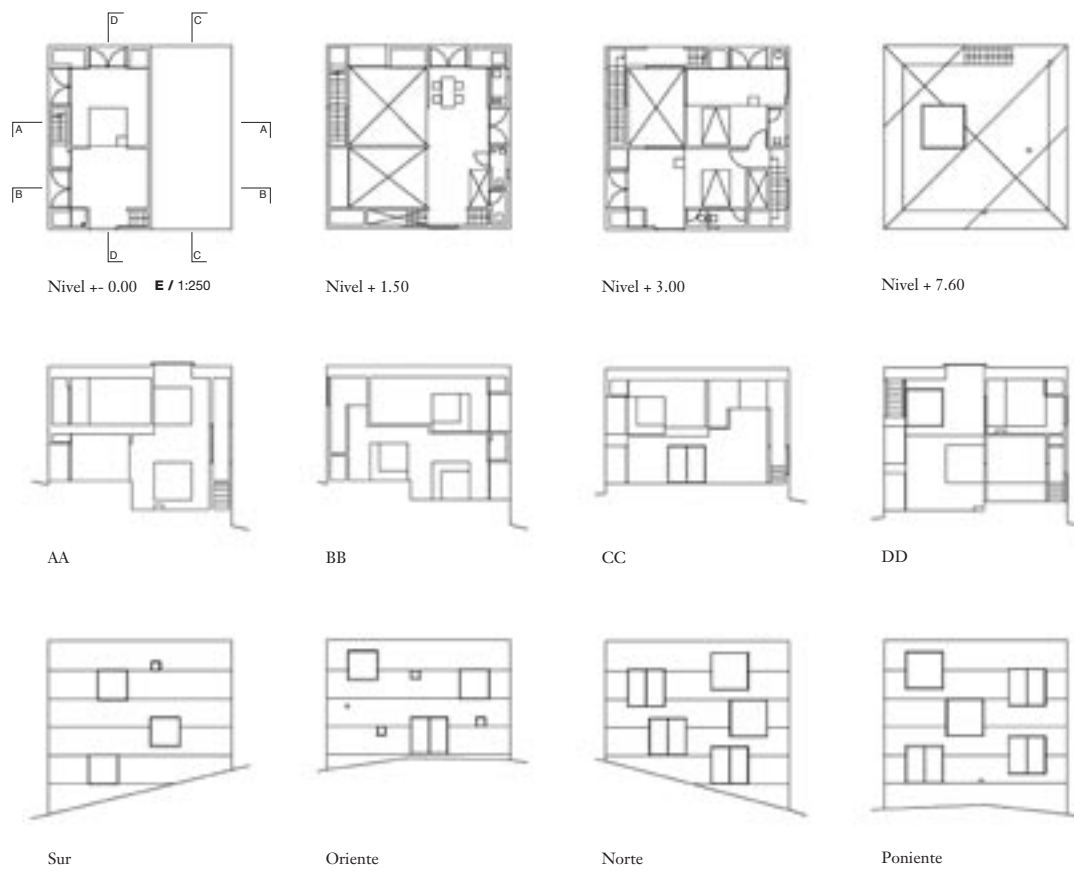 D C
A A
B B
D C
Nivel +- 0.00 E / 1:250
Nivel + 1.50
Nivel + 3.00
Nivel + 7.60
AA
BB
CC
DD
Sur
Oriente
Norte
Poniente